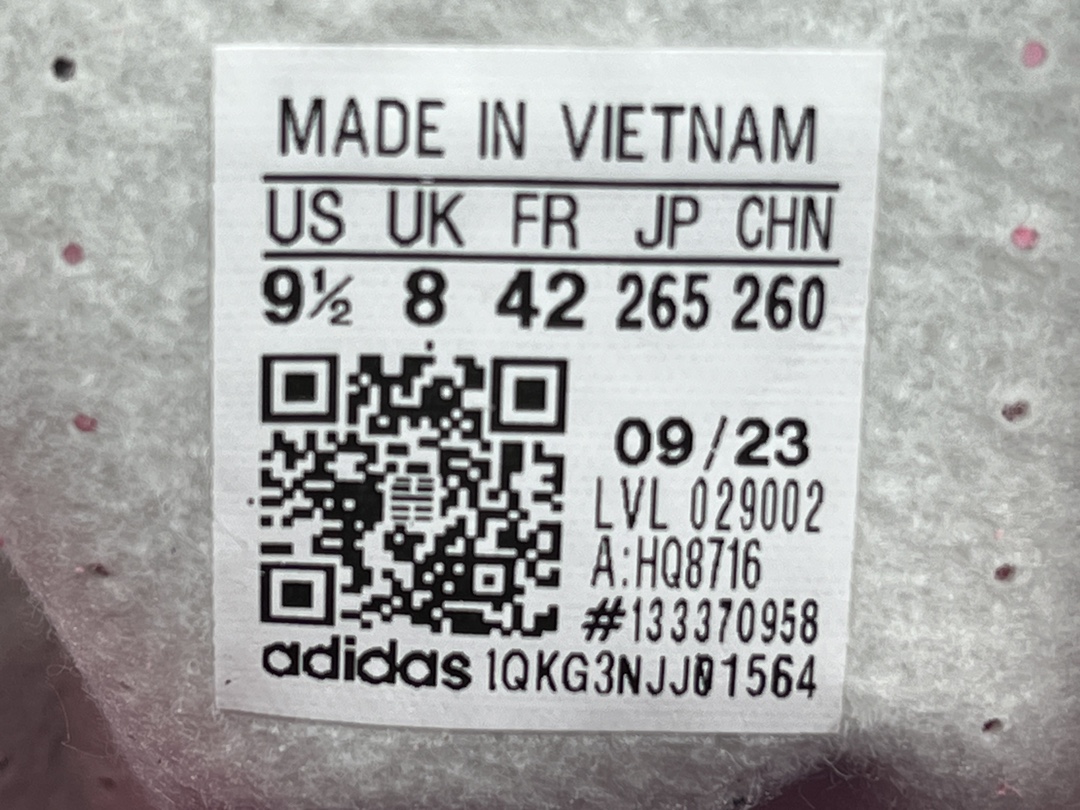 MADE IN VIETNAM
US UK FR JP CHN
9½ 8 42 265 260
09/23
LVL 029002
A:HQ8716
#133370958
adidas 1QKG3NJJ01564